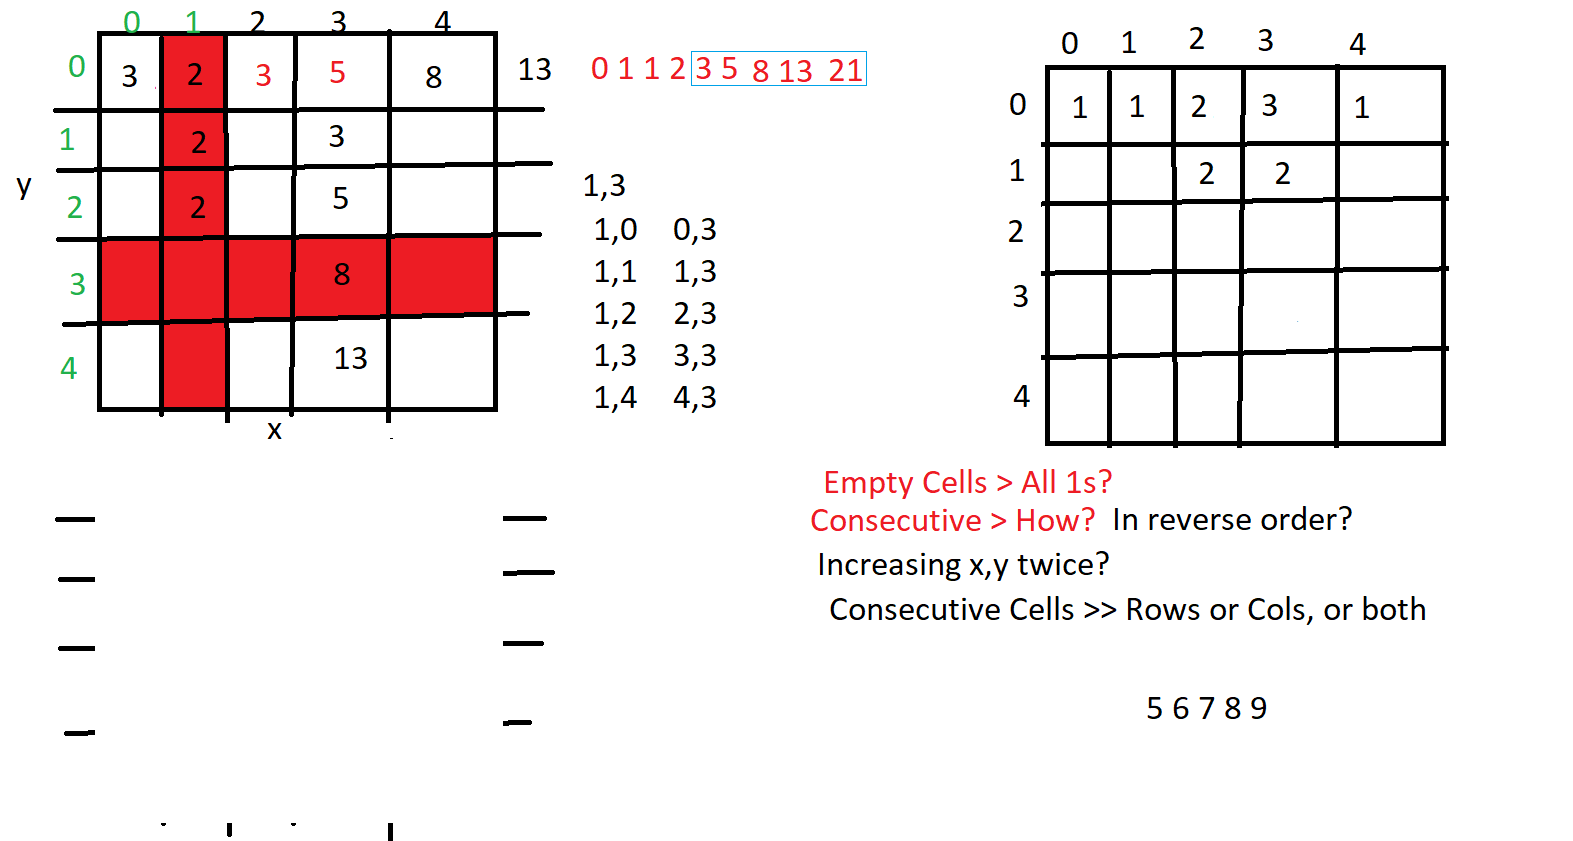 0 1 2 3 4
0 3 2 3 5 8 13
1 2 3
y
2 2 5
3 8
4 13
x
0 1 1 2 3 5 8 13 21
1,3
1,0 0,3
1,1 1,3
1,2 2,3
1,3 3,3
1,4 4,3
0 1 2 3 4
0 1 1 2 3 1
1 2 2
2
3
4
Empty Cells > All 1s?
Consecutive > How? In reverse order?
Increasing x,y twice?
Consecutive Cells >> Rows or Cols, or both
5 6 7 8 9